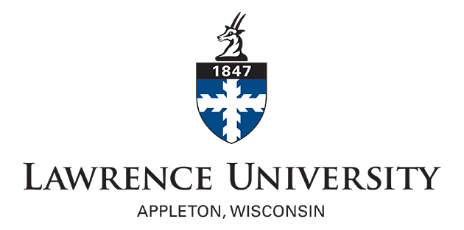 1847
LAWRENCE UNIVERSITY
APPLETON, WISCONSIN